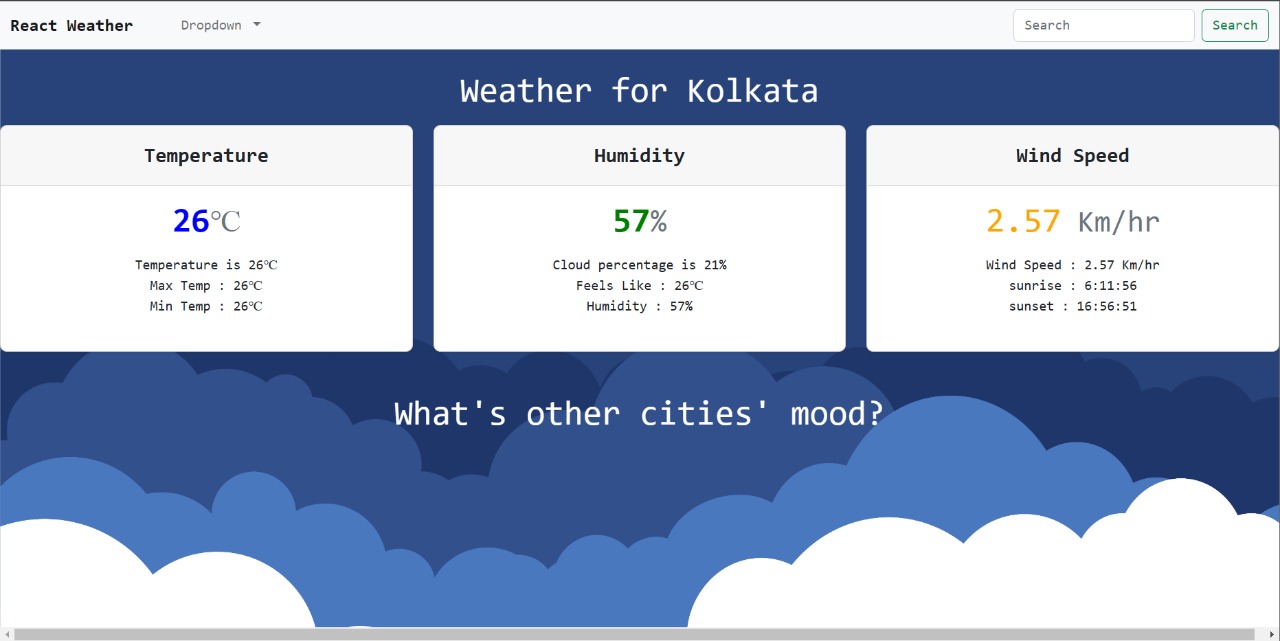 React Weather Dropdown Search Search
Weather for Kolkata
Temperature Humidity Wind Speed
26℃ 57% 2.57 Km/hr
Temperature is 26℃ Cloud percentage is 21% Wind Speed : 2.57 Km/hr
Max Temp : 26℃ Feels Like : 26℃ sunrise : 6:11:56
Min Temp : 26℃ Humidity : 57% sunset : 16:56:51
What's other cities' mood?